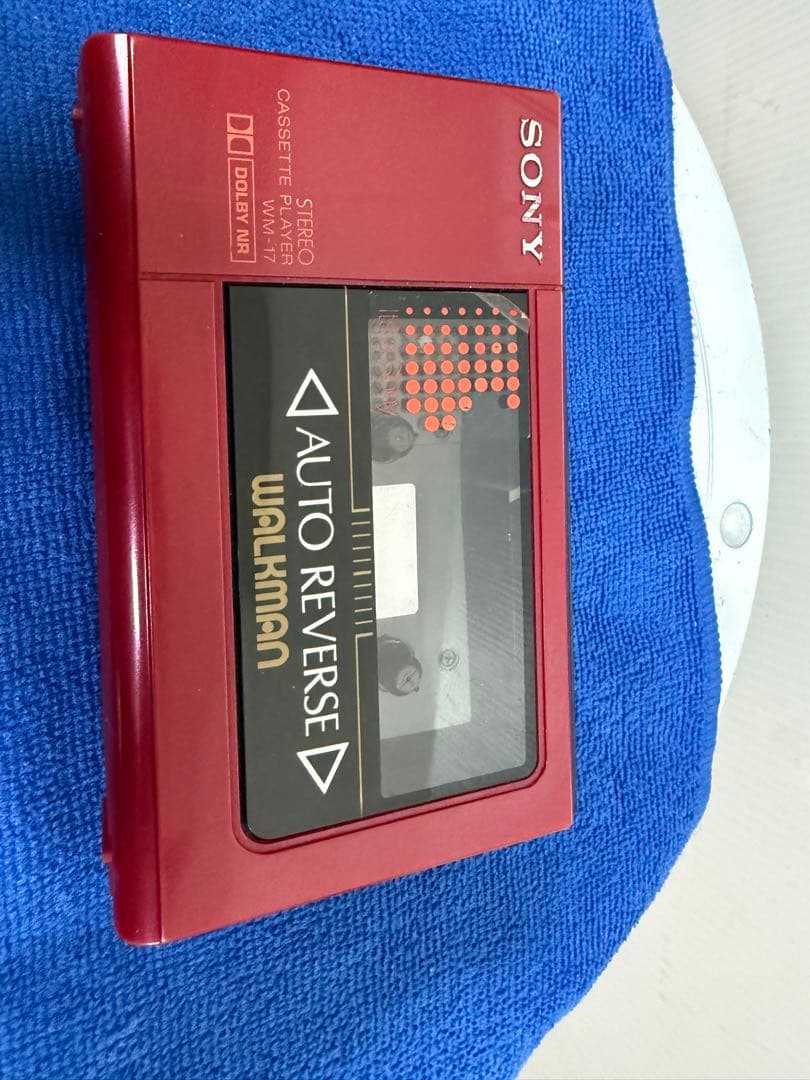 SONY
STEREO
CASSETTE PLAYER
WM-17
DOLBY NR
AUTO REVERSE
WALKMAN